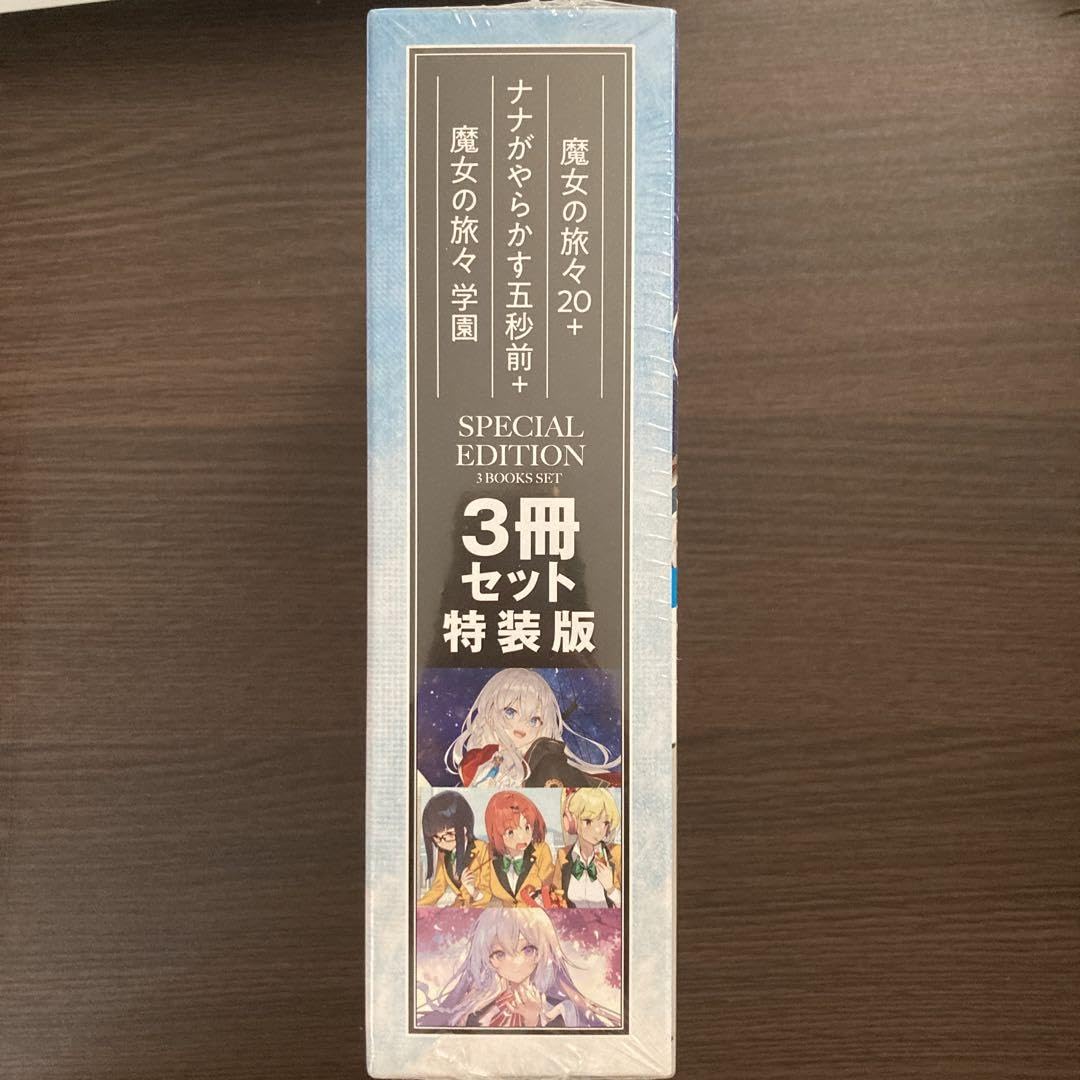 魔女の旅々20+
ナナがやらかす五秒前+
魔女の旅々 学園
SPECIAL
EDITION
3 BOOKS SET
3冊
セット
特装版